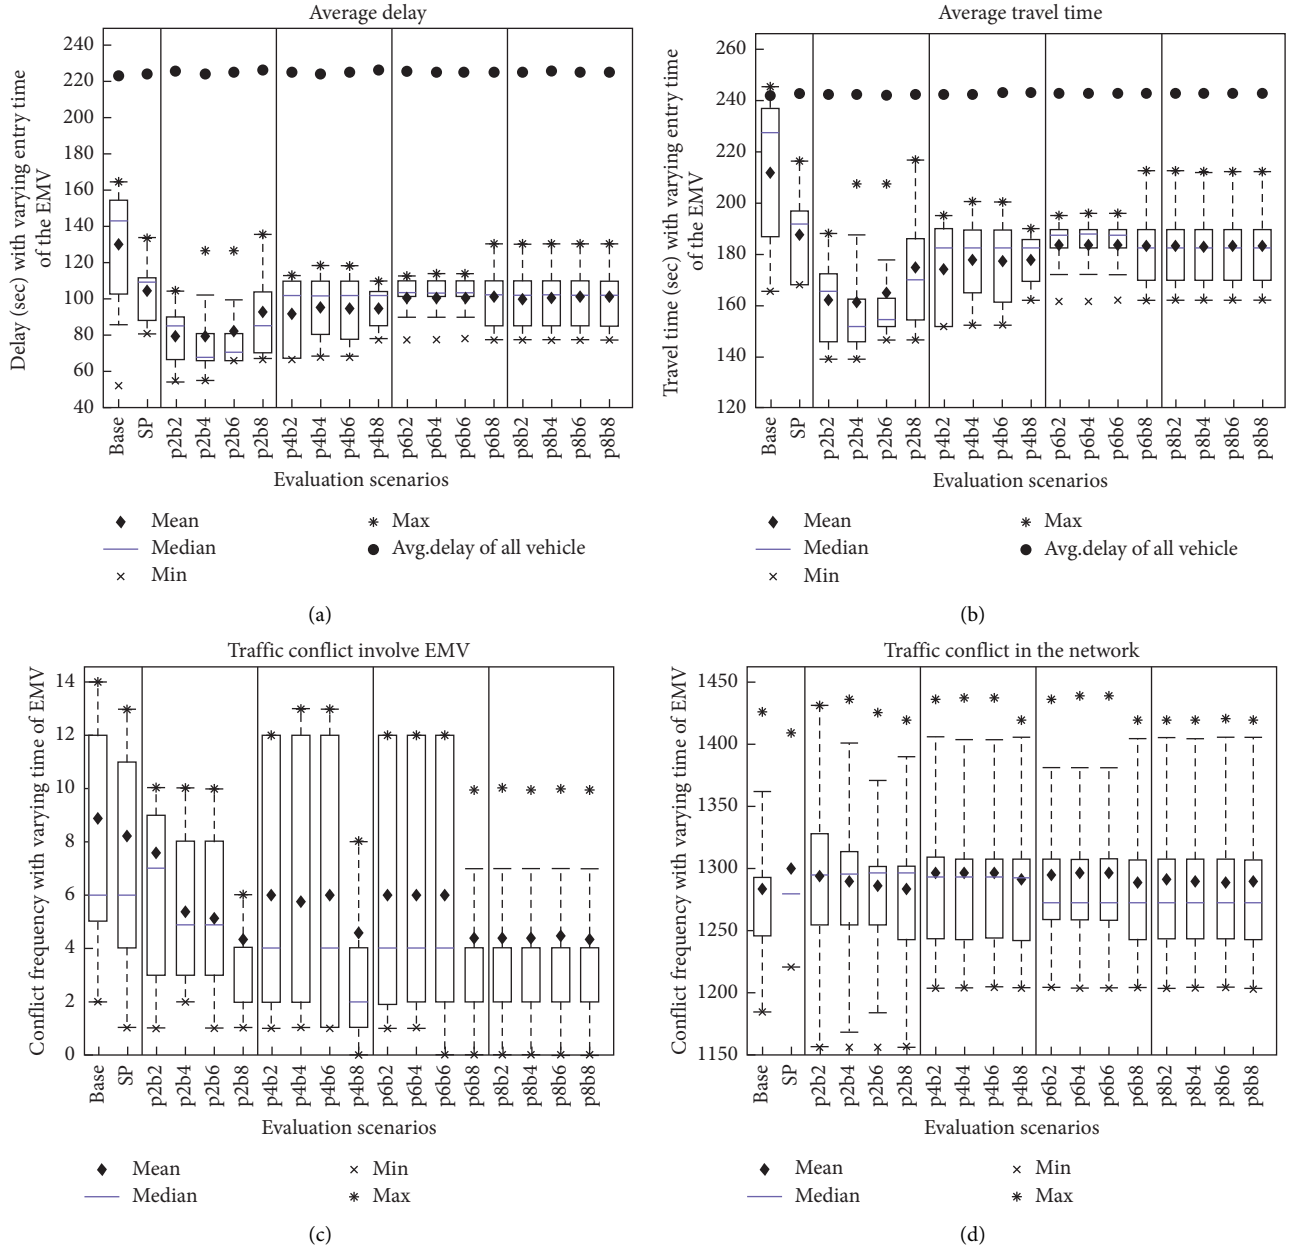 Average delay
Delay (sec) with varying entry time
of the EMV
240
220
200
180
160
140
120
100
80
60
40
Base
SP
p2b2
p2b4
p2b6
p2b8
p4b2
p4b4
p4b6
p4b8
p6b2
p6b4
p6b6
p6b8
p8b2
p8b4
p8b6
p8b8
Evaluation scenarios
Mean
Median
Min
Max
Avg.delay of all vehicle
(a)
Average travel time
Travel time (sec) with varying entry time
of the EMV
260
240
220
200
180
160
140
120
Base
SP
p2b2
p2b4
p2b6
p2b8
p4b2
p4b4
p4b6
p4b8
p6b2
p6b4
p6b6
p6b8
p8b2
p8b4
p8b6
p8b8
Evaluation scenarios
Mean
Median
Min
Max
Avg.delay of all vehicle
(b)
Traffic conflict involve EMV
Conflict frequency with varying time of EMV
14
12
10
8
6
4
2
0
Base
SP
p2b2
p2b4
p2b6
p2b8
p4b2
p4b4
p4b6
p4b8
p6b2
p6b4
p6b6
p6b8
p8b2
p8b4
p8b6
p8b8
Evaluation scenarios
Mean
Median
Min
Max
(c)
Traffic conflict in the network
Conflict frequency with varying time of EMV
1450
1400
1350
1300
1250
1200
1150
Base
SP
p2b2
p2b4
p2b6
p2b8
p4b2
p4b4
p4b6
p4b8
p6b2
p6b4
p6b6
p6b8
p8b2
p8b4
p8b6
p8b8
Evaluation scenarios
Mean
Median
Min
Max
(d)